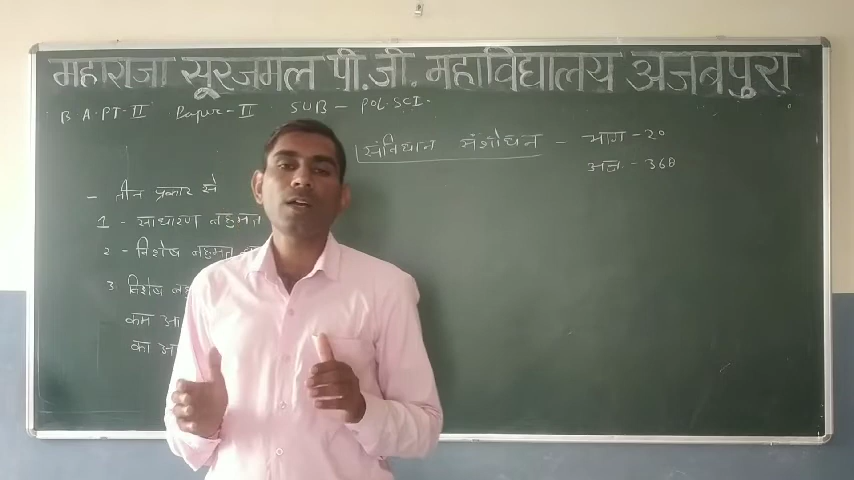 महाराजा सूरजमल पी.जी. महाविद्यालय अजबपुरा
B.A.PT-II Paper-II SUB - POL.SCI.
संविधान संशोधन - भाग-20
अनु.-368
- तीन प्रकार से
1 - साधारण बहुमत
2 - विशेष बहुमत
3 विशेष
कम
का